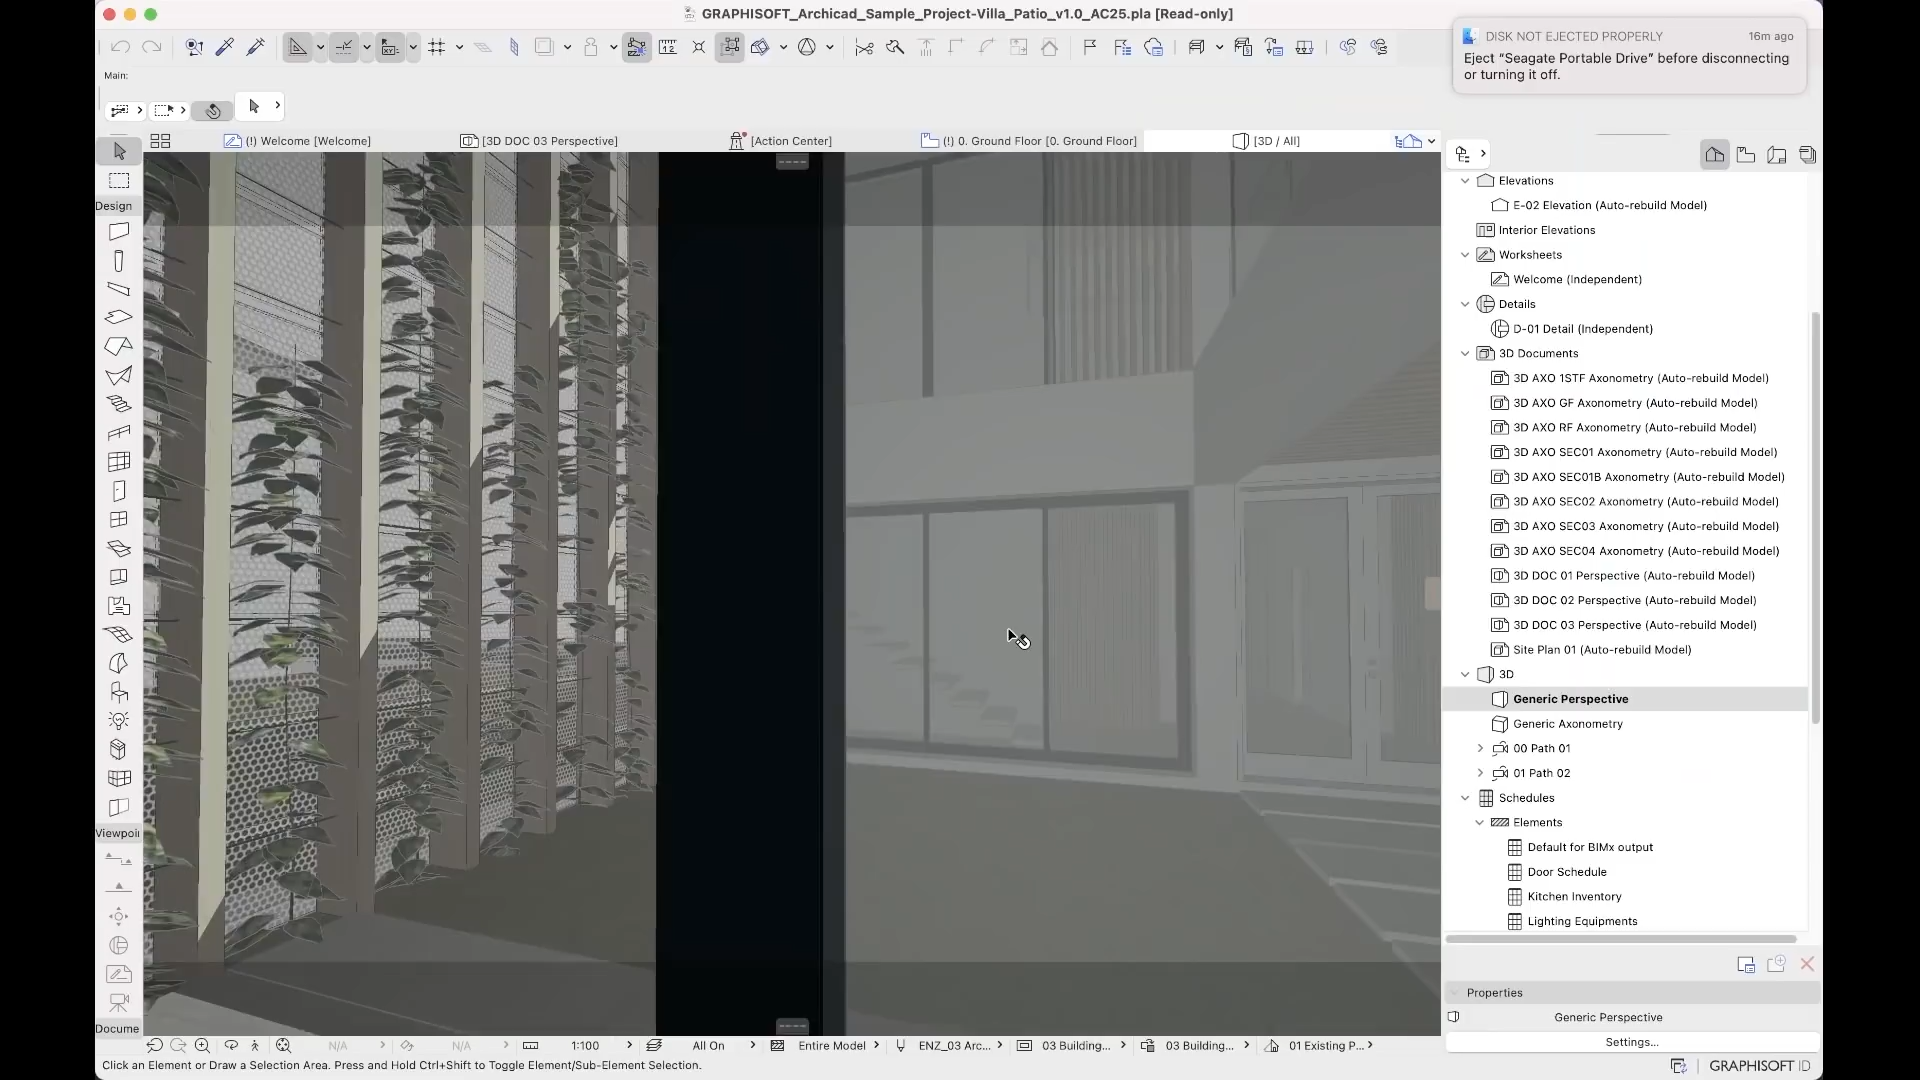 GRAPHISOFT_Archicad_Sample_Project-Villa_Patio_v1.0_AC25.pla [Read-only]
DISK NOT EJECTED PROPERLY
16m ago
Eject “Seagate Portable Drive” before disconnecting
or turning it off.
Main:
(!) Welcome [Welcome]
[3D DOC 03 Perspective]
[Action Center]
(!) 0. Ground Floor [0. Ground Floor]
[3D / All]
Design
Viewpoi
Docume
Elevations
E-02 Elevation (Auto-rebuild Model)
Interior Elevations
Worksheets
Welcome (Independent)
Details
D-01 Detail (Independent)
3D Documents
3D AXO 1STF Axonometry (Auto-rebuild Model)
3D AXO GF Axonometry (Auto-rebuild Model)
3D AXO RF Axonometry (Auto-rebuild Model)
3D AXO SEC01 Axonometry (Auto-rebuild Model)
3D AXO SEC01B Axonometry (Auto-rebuild Model)
3D AXO SEC02 Axonometry (Auto-rebuild Model)
3D AXO SEC03 Axonometry (Auto-rebuild Model)
3D AXO SEC04 Axonometry (Auto-rebuild Model)
3D DOC 01 Perspective (Auto-rebuild Model)
3D DOC 02 Perspective (Auto-rebuild Model)
3D DOC 03 Perspective (Auto-rebuild Model)
Site Plan 01 (Auto-rebuild Model)
3D
Generic Perspective
Generic Axonometry
00 Path 01
01 Path 02
Schedules
Elements
Default for BIMx output
Door Schedule
Kitchen Inventory
Lighting Equipments
Properties
Generic Perspective
Settings...
N/A
N/A
1:100
All On
Entire Model
ENZ_03 Arc...
03 Building...
03 Building...
01 Existing P...
Click an Element or Draw a Selection Area. Press and Hold Ctrl+Shift to Toggle Element/Sub-Element Selection.
GRAPHISOFT ID